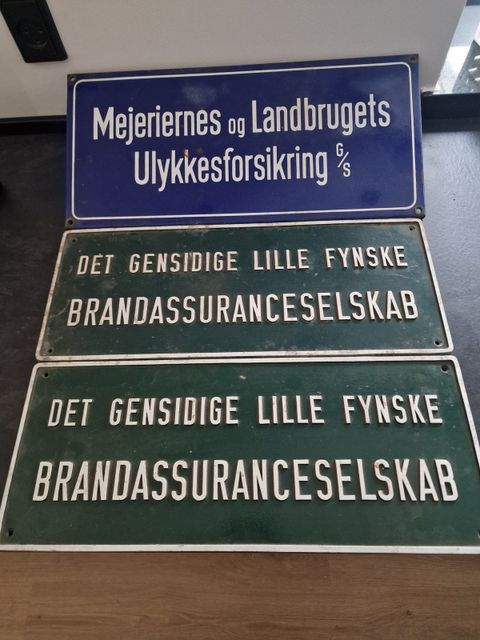 Mejeriernes og Landbrugets
Ulykkesforsikring G/S
DET GENSIDIGE LILLE FYNSKE
BRANDASSURANCESELSKAB
DET GENSIDIGE LILLE FYNSKE
BRANDASSURANCESELSKAB